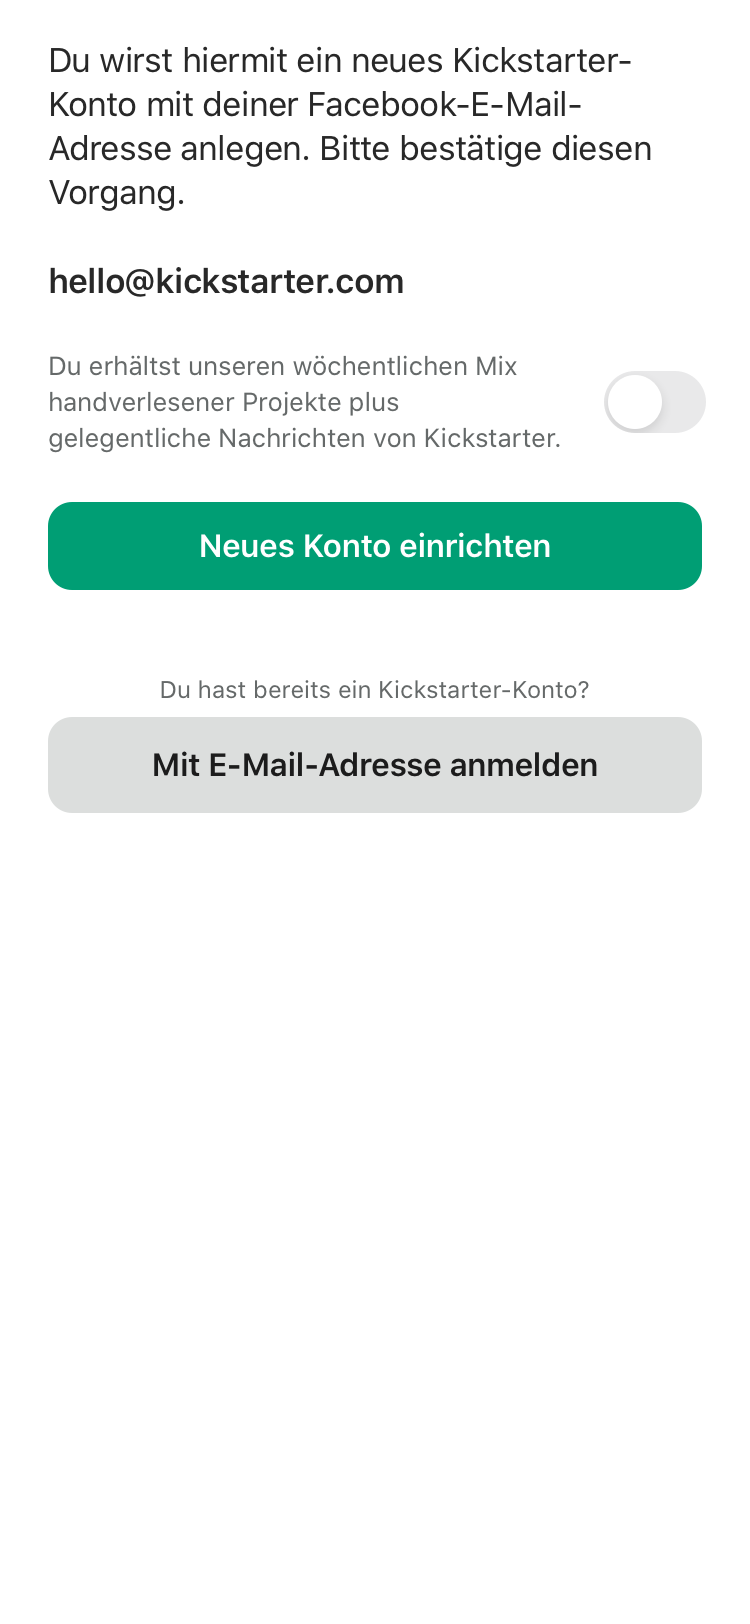 Du wirst hiermit ein neues Kickstarter-
Konto mit deiner Facebook-E-Mail-
Adresse anlegen. Bitte bestätige diesen
Vorgang.
hello@kickstarter.com
Du erhältst unseren wöchentlichen Mix
handverlesener Projekte plus
gelegentliche Nachrichten von Kickstarter.
Neues Konto einrichten
Du hast bereits ein Kickstarter-Konto?
Mit E-Mail-Adresse anmelden